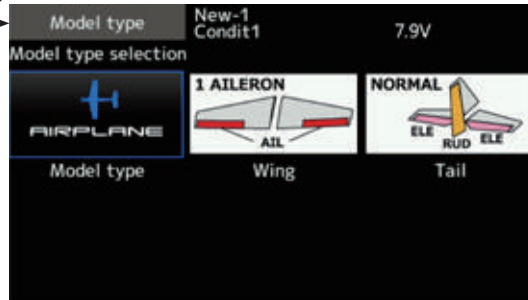 Model type
New-1
Condit1
7.9V
Model type selection
AIRPLANE
1 AILERON
AIL
NORMAL
ELE
RUD
ELE
Model type
Wing
Tail